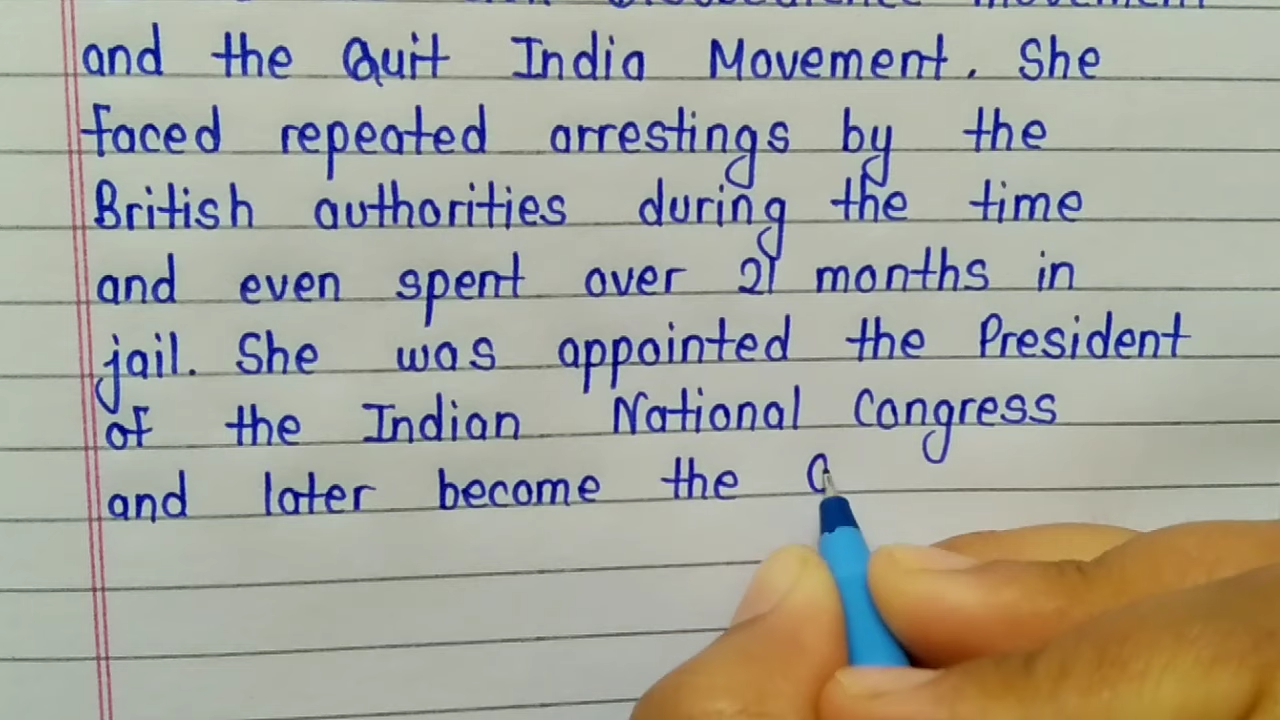 Movement
and the Quit India Movement. She
faced repeated arrestings by the
British authorities during the time
and even spent over 21 months in
jail. She was appointed the President
of the Indian National Congress
and later become the